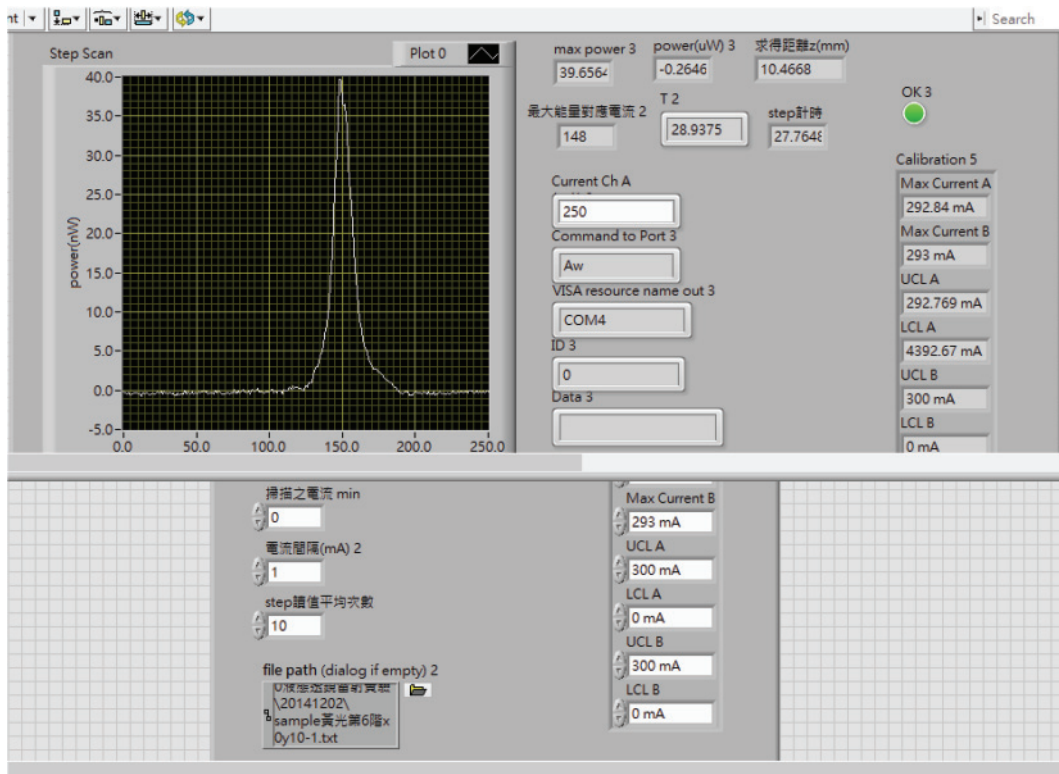 nt
Search
Step Scan
Plot 0
40.0
35.0
30.0
25.0
20.0
15.0
10.0
5.0
0.0
-5.0
power(nW)
0.0 50.0 100.0 150.0 200.0 250.0
max power 3
39.6564
power(uW) 3
-0.2646
求得距離z(mm)
10.4668
最大能量對應電流 2
148
T 2
28.9375
step計時
27.7648
OK 3
Current Ch A
250
Command to Port 3
Aw
VISA resource name out 3
COM4
ID 3
0
Data 3
Calibration 5
Max Current A
292.84 mA
Max Current B
293 mA
UCL A
292.769 mA
LCL A
4392.67 mA
UCL B
300 mA
LCL B
0 mA
掃描之電流 min
0
電流間隔(mA) 2
1
step讀值平均次數
10
file path (dialog if empty) 2
\20141202\
sample黃光第6階x
0y10-1.txt
Max Current B
293 mA
UCL A
300 mA
LCL A
0 mA
UCL B
300 mA
LCL B
0 mA